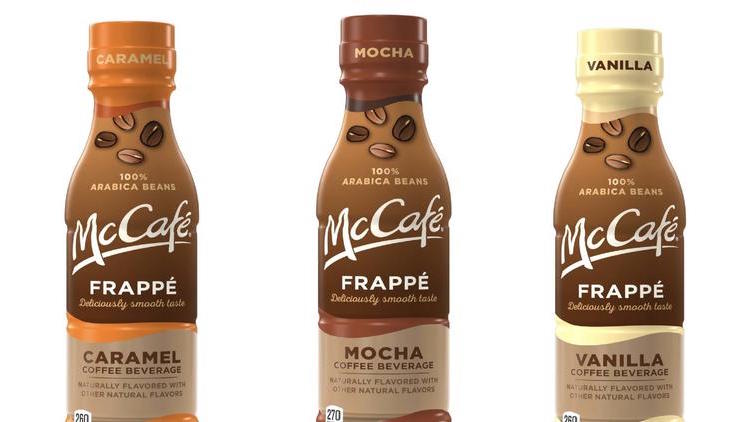 CARAMEL
100%
ARABICA BEANS
McCafé®
FRAPPÉ
Deliciously smooth taste
CARAMEL
COFFEE BEVERAGE
NATURALLY FLAVORED WITH
OTHER NATURAL FLAVORS
260
MOCHA
100%
ARABICA BEANS
McCafé®
FRAPPÉ
Deliciously smooth taste
MOCHA
COFFEE BEVERAGE
NATURALLY FLAVORED WITH
OTHER NATURAL FLAVORS
270
VANILLA
100%
ARABICA BEANS
McCafé®
FRAPPÉ
Deliciously smooth taste
VANILLA
COFFEE BEVERAGE
NATURALLY FLAVORED WITH
OTHER NATURAL FLAVORS
260